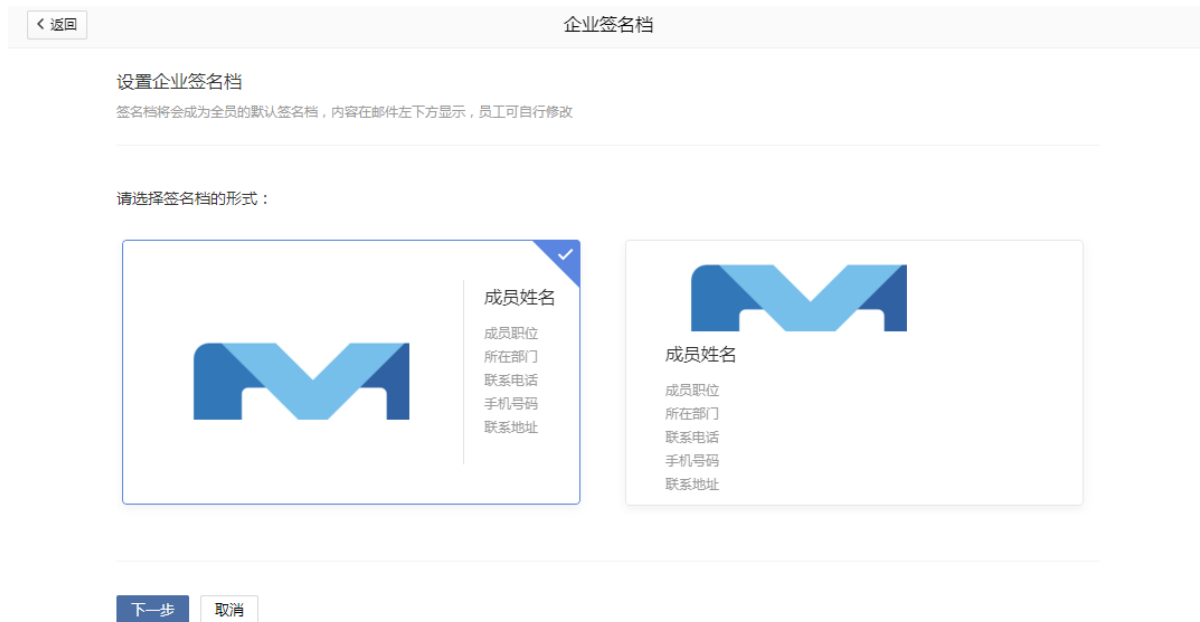 返回
企业签名档
设置企业签名档
签名档将会成为全员的默认签名档，内容在邮件左下方显示，员工可自行修改
请选择签名档的形式：
成员姓名
成员职位
所在部门
联系电话
手机号码
联系地址
成员姓名
成员职位
所在部门
联系电话
手机号码
联系地址
下一步
取消